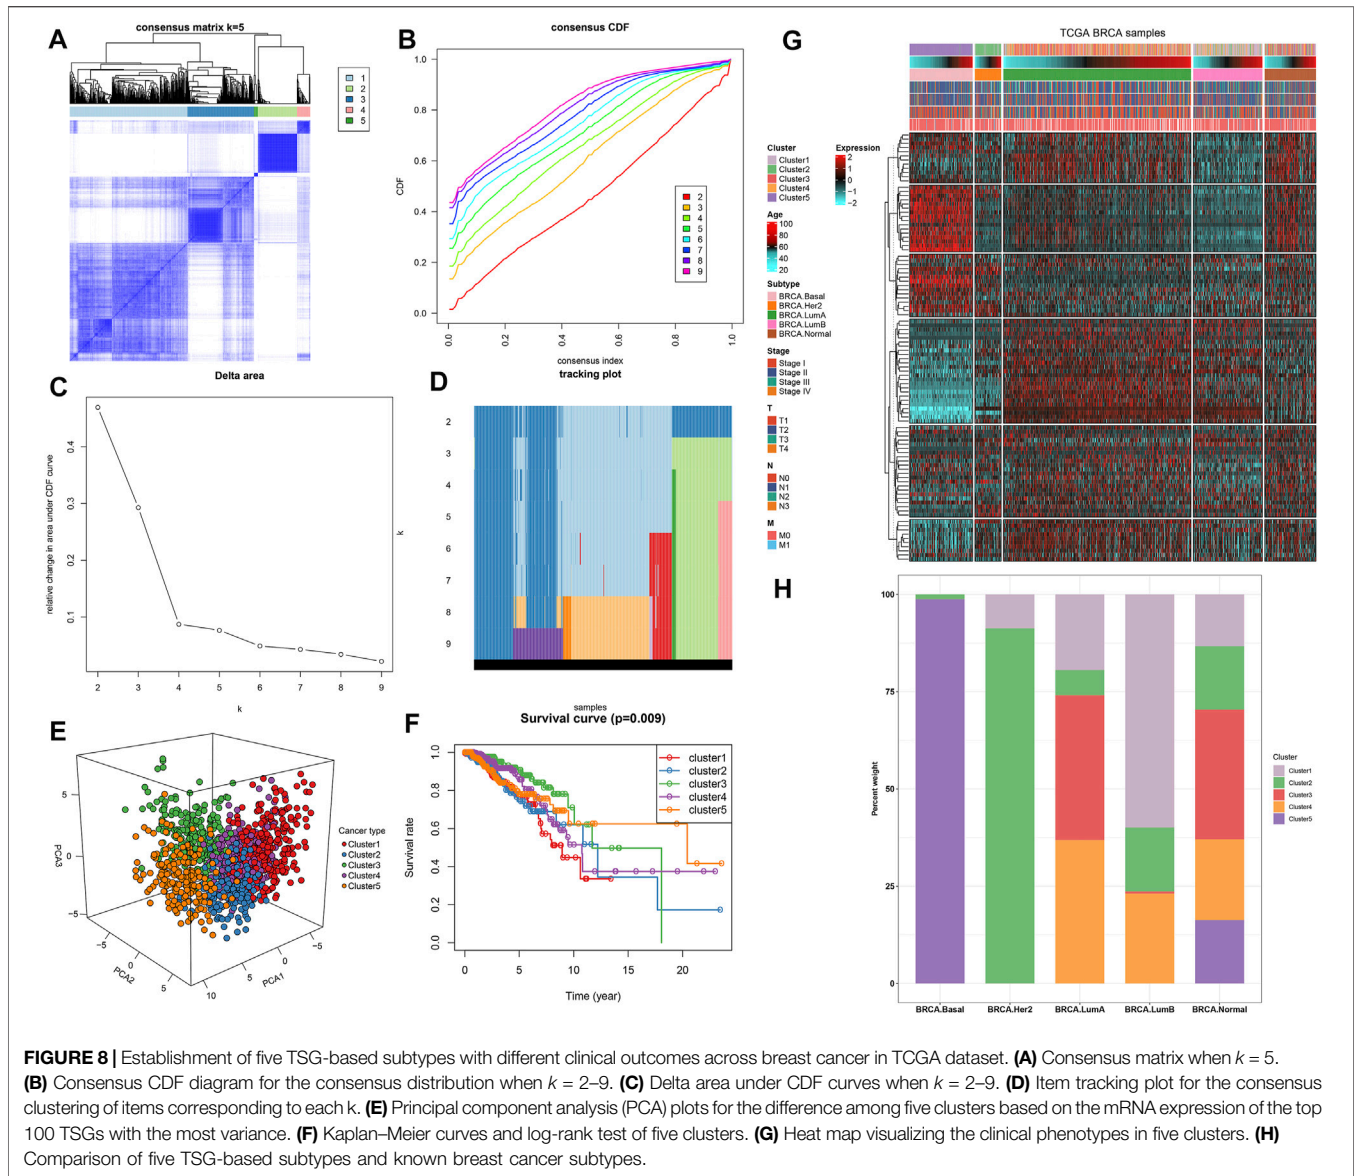 A
consensus matrix k=5
1
2
3
4
5
B
consensus CDF
CDF
1.0
0.8
0.6
0.4
0.2
0.0
0.0
0.2
0.4
0.6
0.8
1.0
consensus index
2
3
4
5
6
7
8
9
C
Delta area
relative change in area under CDF curve
0.4
0.3
0.2
0.1
2
3
4
5
6
7
8
9
k
D
tracking plot
k
2
3
4
5
6
7
8
9
samples
E
PCA3
5
0
−5
−5
0
5
PCA2
10
5
0
−5
PCA1
Cancer type
Cluster1
Cluster2
Cluster3
Cluster4
Cluster5
F
Survival curve (p=0.009)
Survival rate
1.0
0.8
0.6
0.4
0.2
0.0
0
5
10
15
20
Time (year)
cluster1
cluster2
cluster3
cluster4
cluster5
G
TCGA BRCA samples
Cluster
Cluster1
Cluster2
Cluster3
Cluster4
Cluster5
Expression
2
1
0
−1
−2
Age
100
80
60
40
20
Subtype
BRCA.Basal
BRCA.Her2
BRCA.LumA
BRCA.LumB
BRCA.Normal
Stage
Stage I
Stage II
Stage III
Stage IV
T
T1
T2
T3
T4
N
N0
N1
N2
N3
M
M0
M1
H
Percent weight
100
75
50
25
0
BRCA.Basal
BRCA.Her2
BRCA.LumA
BRCA.LumB
BRCA.Normal
Cluster
Cluster1
Cluster2
Cluster3
Cluster4
Cluster5
FIGURE 8 | Establishment of five TSG-based subtypes with different clinical outcomes across breast cancer in TCGA dataset. (A) Consensus matrix when k = 5.
(B) Consensus CDF diagram for the consensus distribution when k = 2–9. (C) Delta area under CDF curves when k = 2–9. (D) Item tracking plot for the consensus
clustering of items corresponding to each k. (E) Principal component analysis (PCA) plots for the difference among five clusters based on the mRNA expression of the top
100 TSGs with the most variance. (F) Kaplan–Meier curves and log-rank test of five clusters. (G) Heat map visualizing the clinical phenotypes in five clusters. (H)
Comparison of five TSG-based subtypes and known breast cancer subtypes.